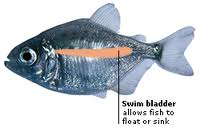 Swim bladder
allows fish to
float or sink